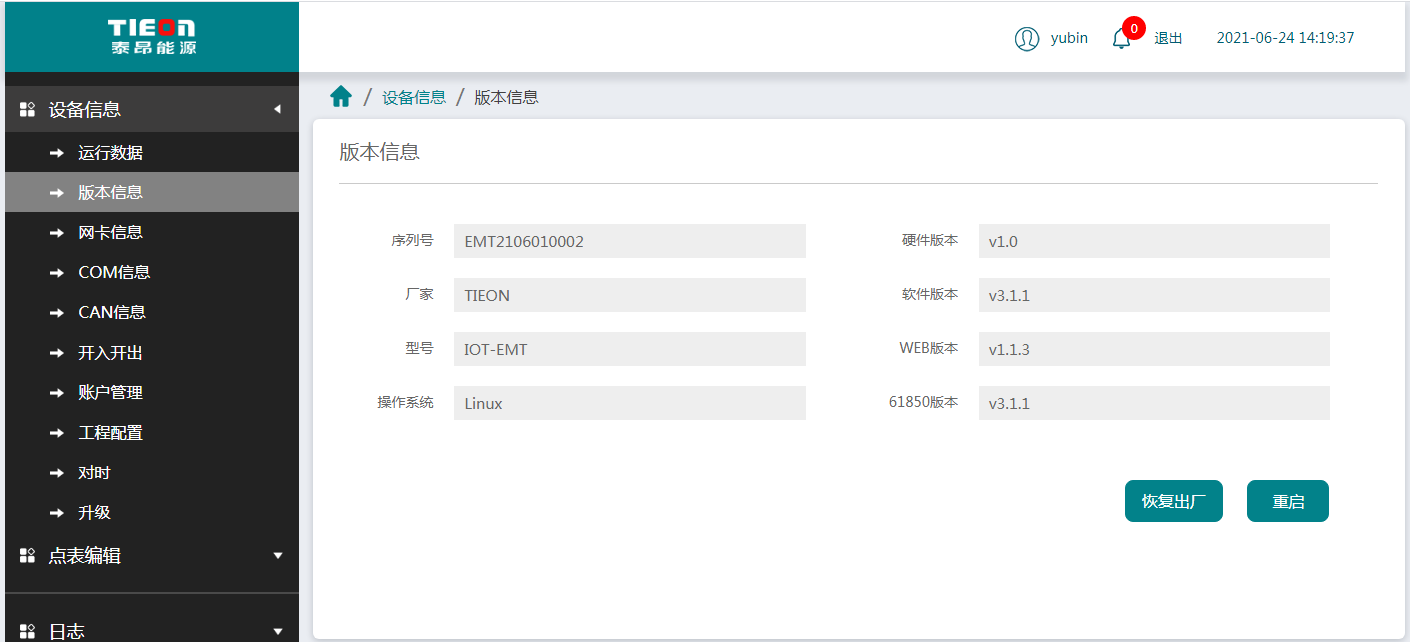 TIEON
泰昂能源
yubin
0
退出
2021-06-24 14:19:37
设备信息
运行数据
版本信息
网卡信息
COM信息
CAN信息
开入开出
账户管理
工程配置
对时
升级
点表编辑
日志
/ 设备信息 / 版本信息
版本信息
序列号 EMT2106010002 硬件版本 v1.0
厂家 TIEON 软件版本 v3.1.1
型号 IOT-EMT WEB版本 v1.1.3
操作系统 Linux 61850版本 v3.1.1
恢复出厂 重启